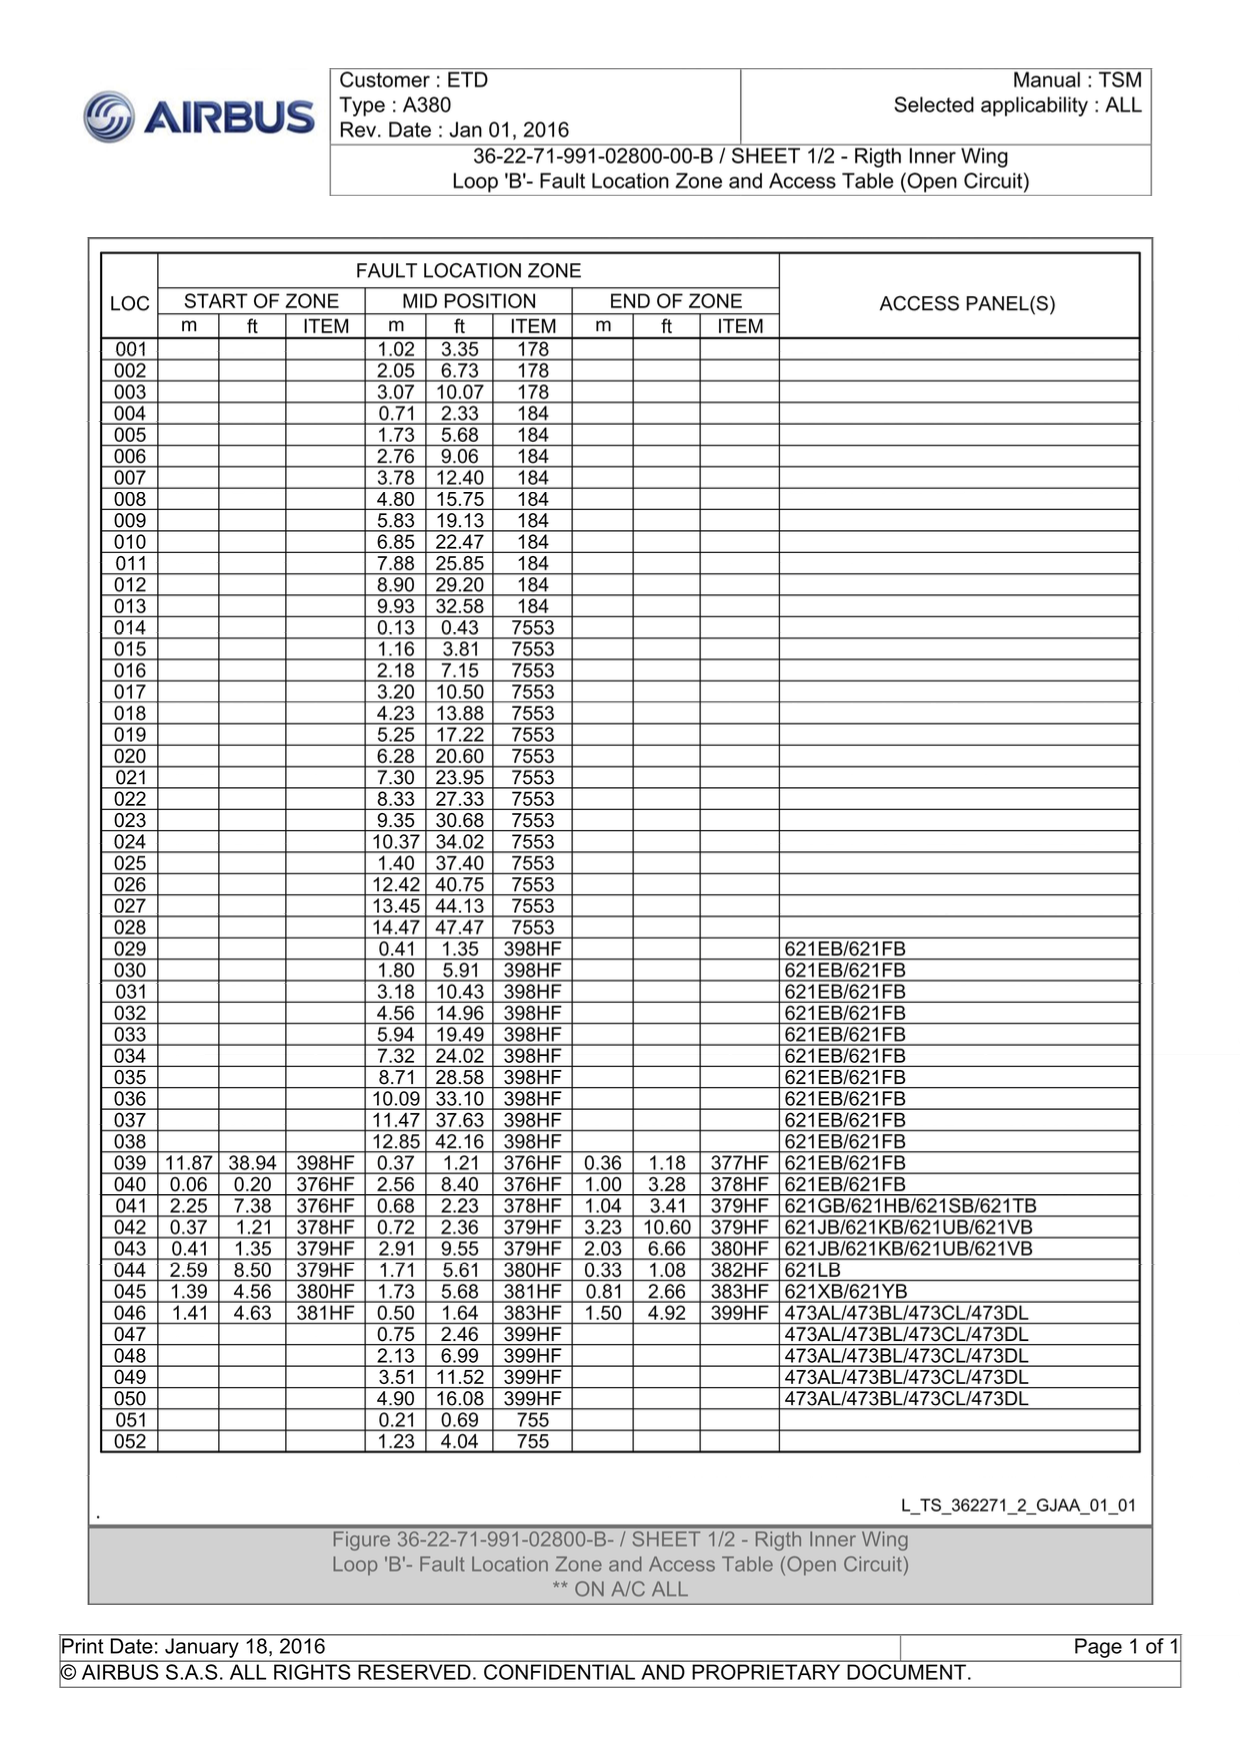 AIRBUS
Customer : ETD
Type : A380
Rev. Date : Jan 01, 2016
Manual : TSM
Selected applicability : ALL
36-22-71-991-02800-00-B / SHEET 1/2 - Rigth Inner Wing
Loop 'B'- Fault Location Zone and Access Table (Open Circuit)
FAULT LOCATION ZONE
LOC START OF ZONE MID POSITION END OF ZONE ACCESS PANEL(S)
m ft ITEM m ft ITEM m ft ITEM
001 1.02 3.35 178
002 2.05 6.73 178
003 3.07 10.07 178
004 0.71 2.33 184
005 1.73 5.68 184
006 2.76 9.06 184
007 3.78 12.40 184
008 4.80 15.75 184
009 5.83 19.13 184
010 6.85 22.47 184
011 7.88 25.85 184
012 8.90 29.20 184
013 9.93 32.58 184
014 0.13 0.43 7553
015 1.16 3.81 7553
016 2.18 7.15 7553
017 3.20 10.50 7553
018 4.23 13.88 7553
019 5.25 17.22 7553
020 6.28 20.60 7553
021 7.30 23.95 7553
022 8.33 27.33 7553
023 9.35 30.68 7553
024 10.37 34.02 7553
025 1.40 37.40 7553
026 12.42 40.75 7553
027 13.45 44.13 7553
028 14.47 47.47 7553
029 0.41 1.35 398HF 621EB/621FB
030 1.80 5.91 398HF 621EB/621FB
031 3.18 10.43 398HF 621EB/621FB
032 4.56 14.96 398HF 621EB/621FB
033 5.94 19.49 398HF 621EB/621FB
034 7.32 24.02 398HF 621EB/621FB
035 8.71 28.58 398HF 621EB/621FB
036 10.09 33.10 398HF 621EB/621FB
037 11.47 37.63 398HF 621EB/621FB
038 12.85 42.16 398HF 621EB/621FB
039 11.87 38.94 398HF 0.37 1.21 376HF 0.36 1.18 377HF 621EB/621FB
040 0.06 0.20 376HF 2.56 8.40 376HF 1.00 3.28 378HF 621EB/621FB
041 2.25 7.38 376HF 0.68 2.23 378HF 1.04 3.41 379HF 621GB/621HB/621SB/621TB
042 0.37 1.21 378HF 0.72 2.36 379HF 3.23 10.60 379HF 621JB/621KB/621UB/621VB
043 0.41 1.35 379HF 2.91 9.55 379HF 2.03 6.66 380HF 621JB/621KB/621UB/621VB
044 2.59 8.50 379HF 1.71 5.61 380HF 0.33 1.08 382HF 621LB
045 1.39 4.56 380HF 1.73 5.68 381HF 0.81 2.66 383HF 621XB/621YB
046 1.41 4.63 381HF 0.50 1.64 383HF 1.50 4.92 399HF 473AL/473BL/473CL/473DL
047 0.75 2.46 399HF 473AL/473BL/473CL/473DL
048 2.13 6.99 399HF 473AL/473BL/473CL/473DL
049 3.51 11.52 399HF 473AL/473BL/473CL/473DL
050 4.90 16.08 399HF 473AL/473BL/473CL/473DL
051 0.21 0.69 755
052 1.23 4.04 755
L_TS_362271_2_GJAA_01_01
.
Figure 36-22-71-991-02800-B- / SHEET 1/2 - Rigth Inner Wing
Loop 'B'- Fault Location Zone and Access Table (Open Circuit)
** ON A/C ALL
Print Date: January 18, 2016
Page 1 of 1
© AIRBUS S.A.S. ALL RIGHTS RESERVED. CONFIDENTIAL AND PROPRIETARY DOCUMENT.